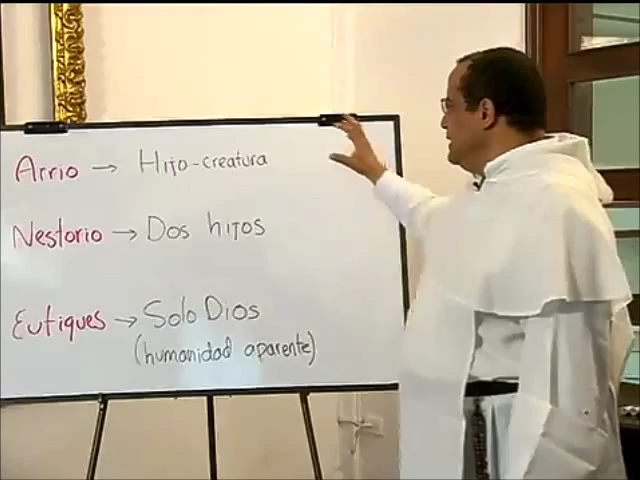 Arrio → Hijo-creatura
Nestorio → Dos hijos
Eutiques → Solo Dios
(humanidad aparente)